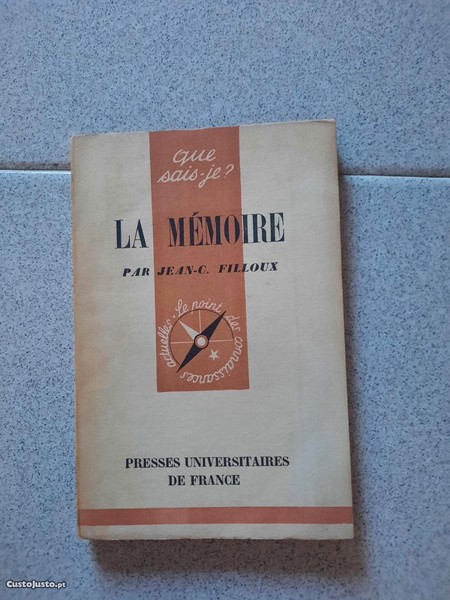 que
sais-je?
LA MÉMOIRE
PAR JEAN-C. FILLOUX
Le point des connaissances actuelles.
PRESSES UNIVERSITAIRES
DE FRANCE
CustoJusto.pt